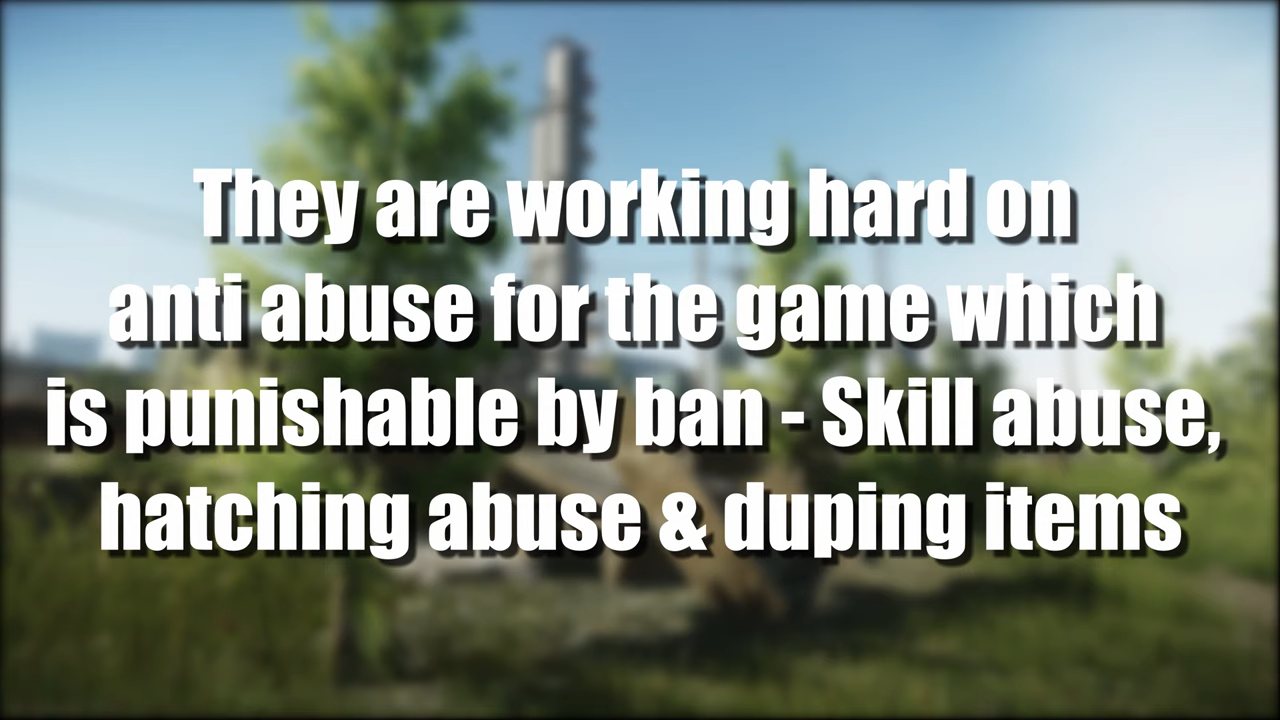 They are working hard on
anti abuse for the game which
is punishable by ban - Skill abuse,
hatching abuse & duping items